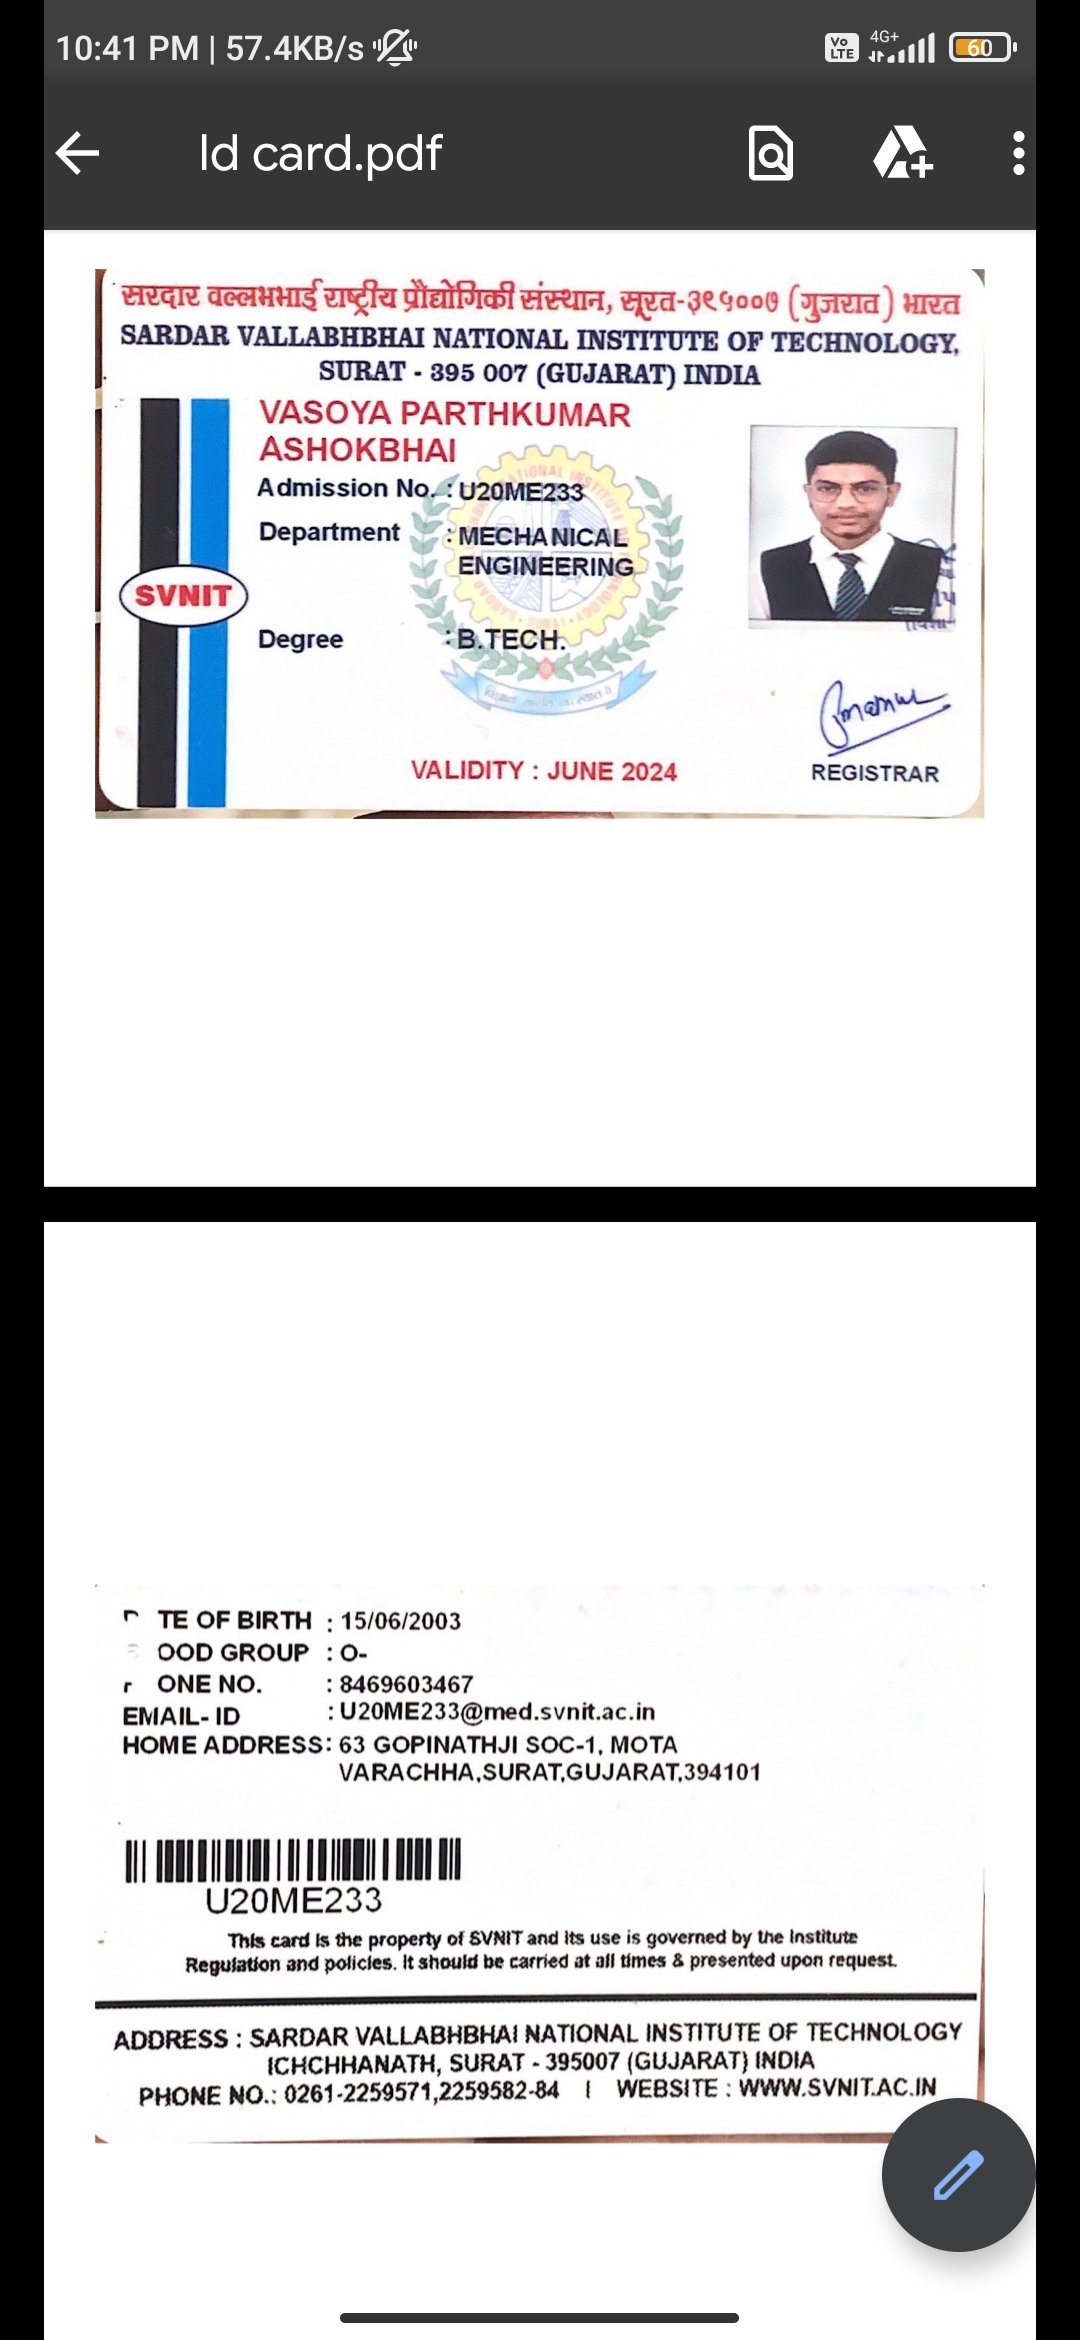 10:41 PM | 57.4KB/s
Vo LTE 4G+ 60
Id card.pdf
सरदार वल्लभभाई राष्ट्रीय प्रौद्योगिकी संस्थान, सूरत-३९५००७ (गुजरात) भारत
SARDAR VALLABHBHAI NATIONAL INSTITUTE OF TECHNOLOGY,
SURAT - 395 007 (GUJARAT) INDIA
VASOYA PARTHKUMAR
ASHOKBHAI
Admission No. : U20ME233
Department : MECHANICAL
ENGINEERING
SVNIT
Degree : B.TECH.
VALIDITY : JUNE 2024
REGISTRAR
TE OF BIRTH : 15/06/2003
OOD GROUP : O-
ONE NO. : 8469603467
EMAIL- ID : U20ME233@med.svnit.ac.in
HOME ADDRESS: 63 GOPINATHJI SOC-1, MOTA
VARACHHA,SURAT,GUJARAT,394101
U20ME233
This card is the property of SVNIT and its use is governed by the Institute
Regulation and policies. It should be carried at all times & presented upon request.
ADDRESS : SARDAR VALLABHBHAI NATIONAL INSTITUTE OF TECHNOLOGY
ICHCHHANATH, SURAT - 395007 (GUJARAT) INDIA
PHONE NO.: 0261-2259571,2259582-84 | WEBSITE : WWW.SVNIT.AC.IN